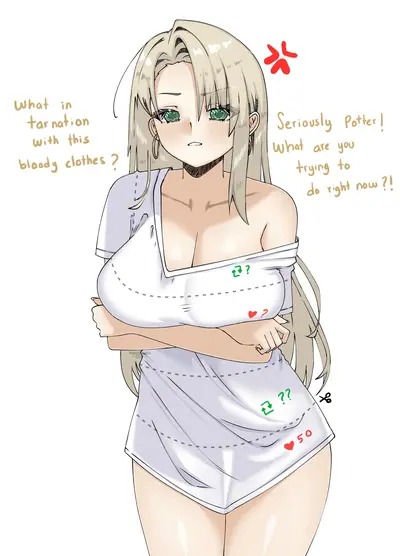 What in
tarnation
with this
bloody clothes?
Seriously Potter!
What are you
trying to
do right now?!
?
??
50